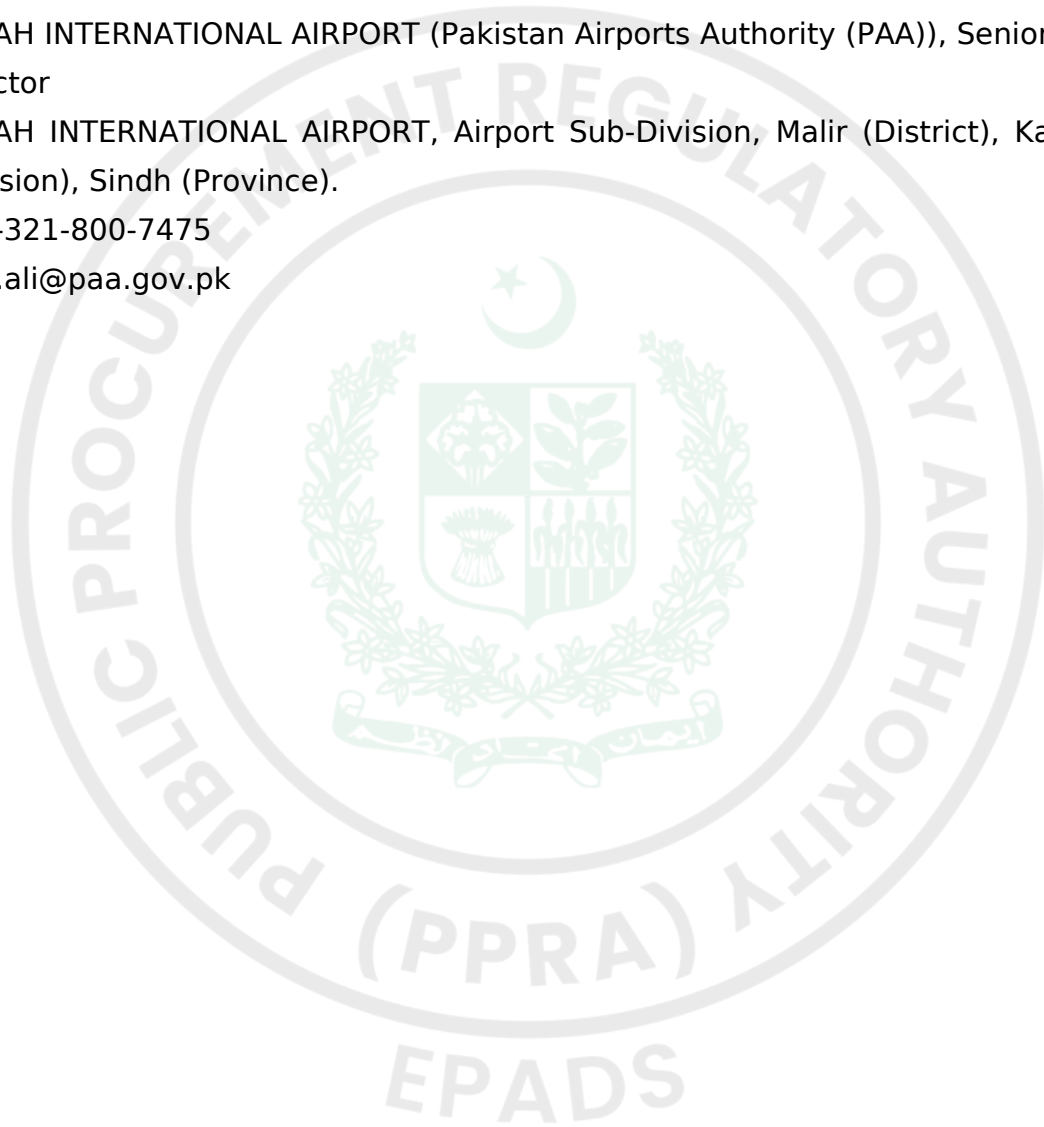 AH INTERNATIONAL AIRPORT (Pakistan Airports Authority (PAA)), Senior
ctor
AH INTERNATIONAL AIRPORT, Airport Sub-Division, Malir (District), Ka
sion), Sindh (Province).
-321-800-7475
.ali@paa.gov.pk
PUBLIC PROCUREMENT REGULATORY AUTHORITY
(PPRA)
EPADS